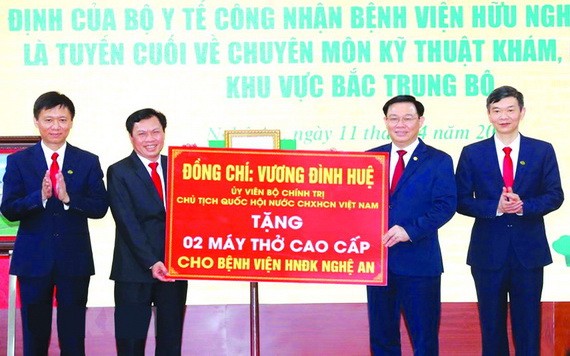 ĐỊNH CỦA BỘ Y TẾ CÔNG NHẬN BỆNH VIỆN HỮU NGH
LÀ TUYẾN CUỐI VỀ CHUYÊN MÔN KỸ THUẬT KHÁM,
KHU VỰC BẮC TRUNG BỘ
ngày 11 4 năm 20
ĐỒNG CHÍ: VƯƠNG ĐÌNH HUỆ
ỦY VIÊN BỘ CHÍNH TRỊ
CHỦ TỊCH QUỐC HỘI NƯỚC CHXHCN VIỆT NAM
TẶNG
02 MÁY THỞ CAO CẤP
CHO BỆNH VIỆN HNĐK NGHỆ AN